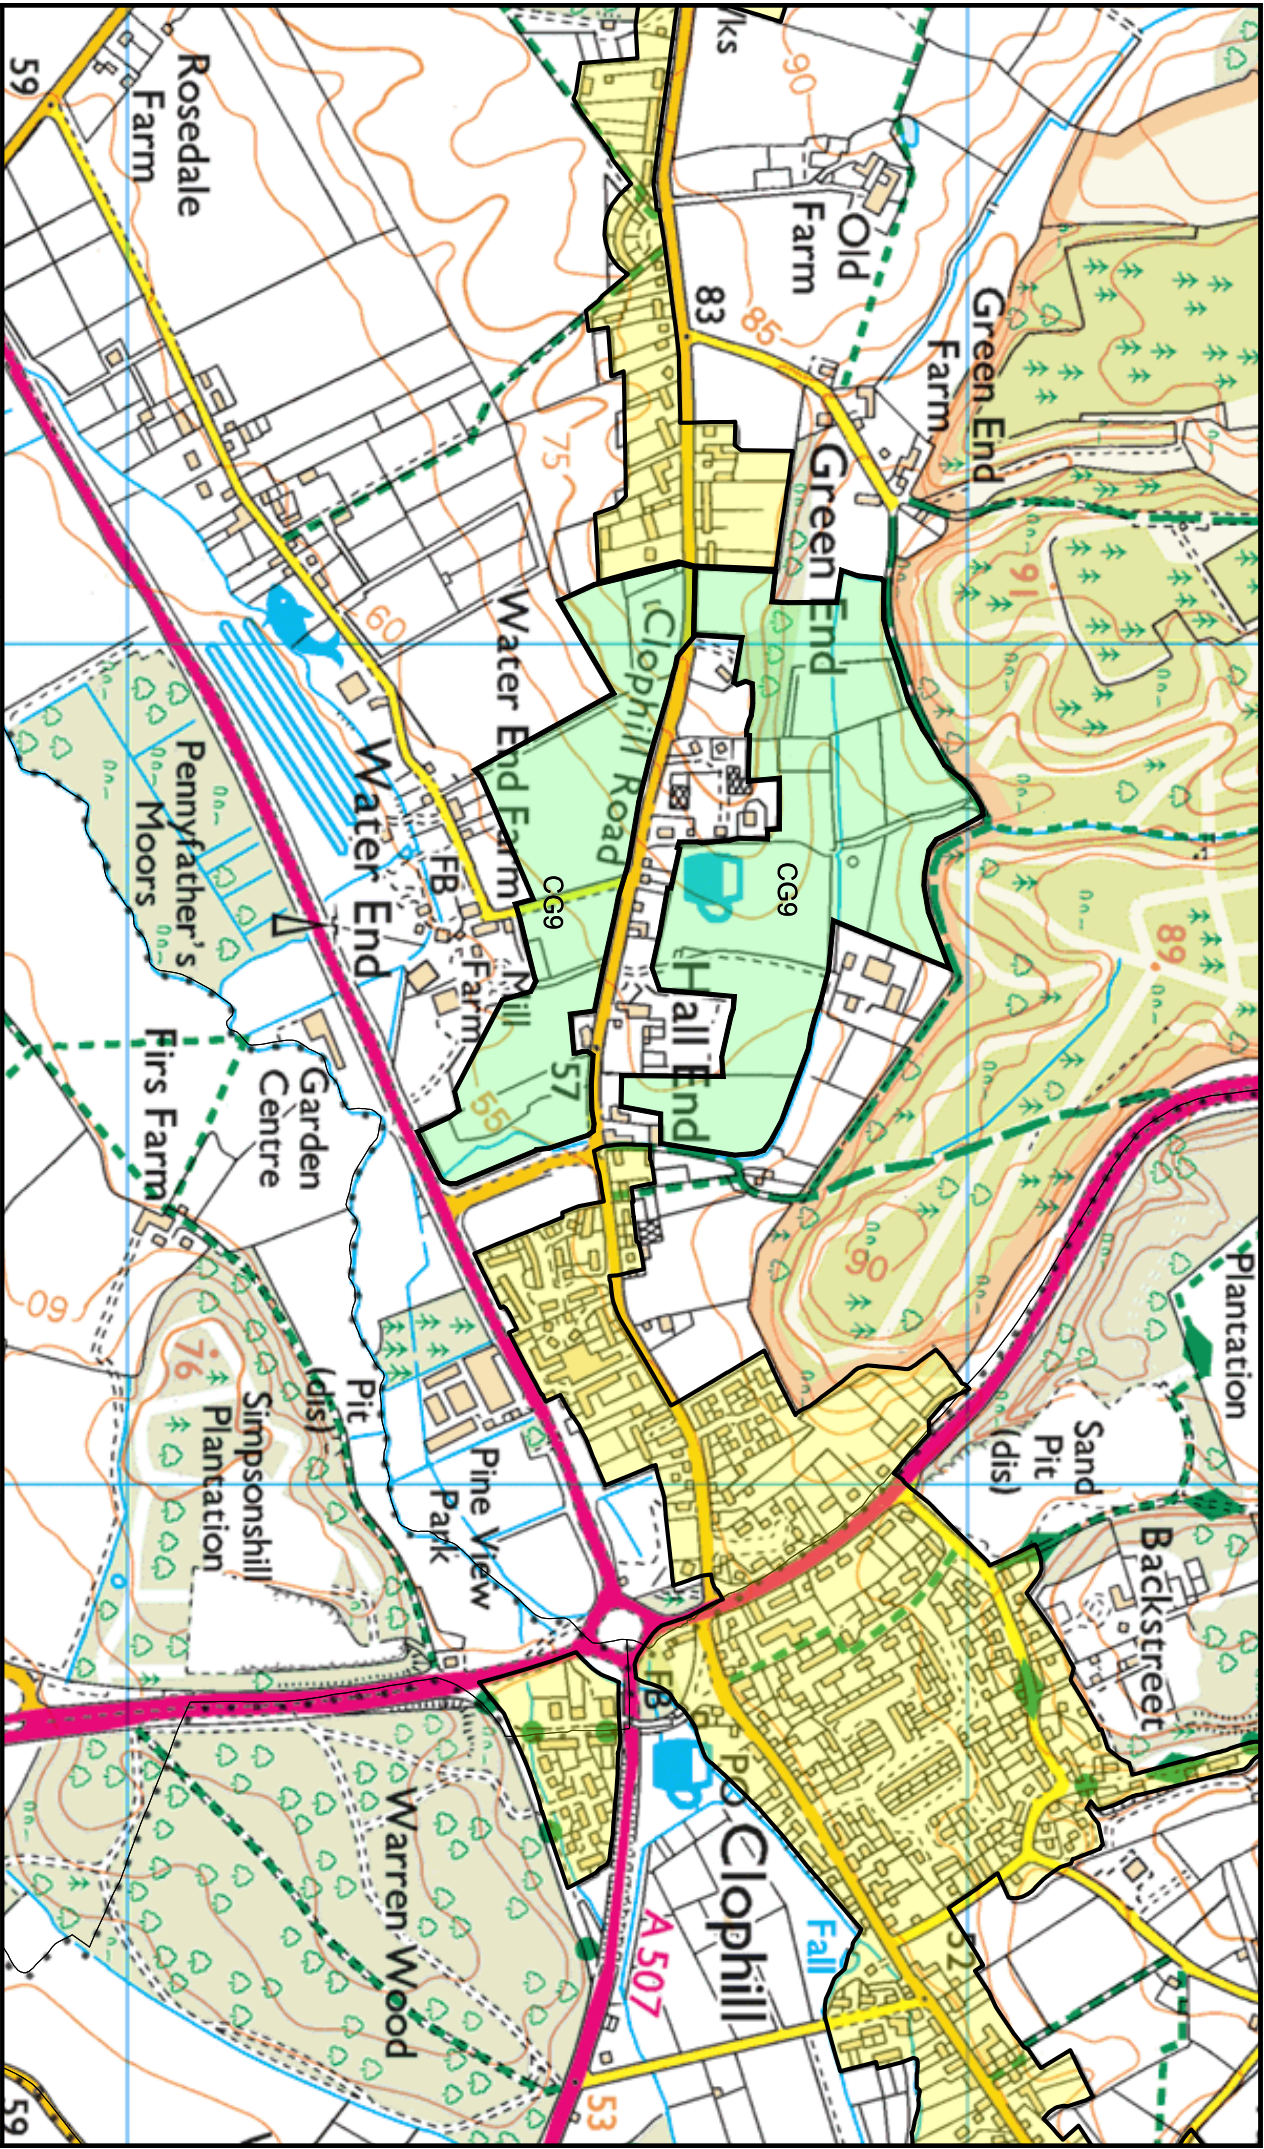 Plantation
Backstreet
Sand
Pit
(dis)
Green End
Farm
91
89
90
52
Old
Farm
90
Green End
CG9
Fall
Clophill
PO
ks
83
85
Hall End
FB
A 507
Clophill Road
57
53
75
Water End Farm
CG9
Mill
Farm
55
FB
Pine View
Park
60
Water End
Pit
(dis)
Warren Wood
Garden
Centre
Simpsonshill
Plantation
Rosedale
Farm
Pennyfather's
Moors
Firs Farm
76
59
60
59